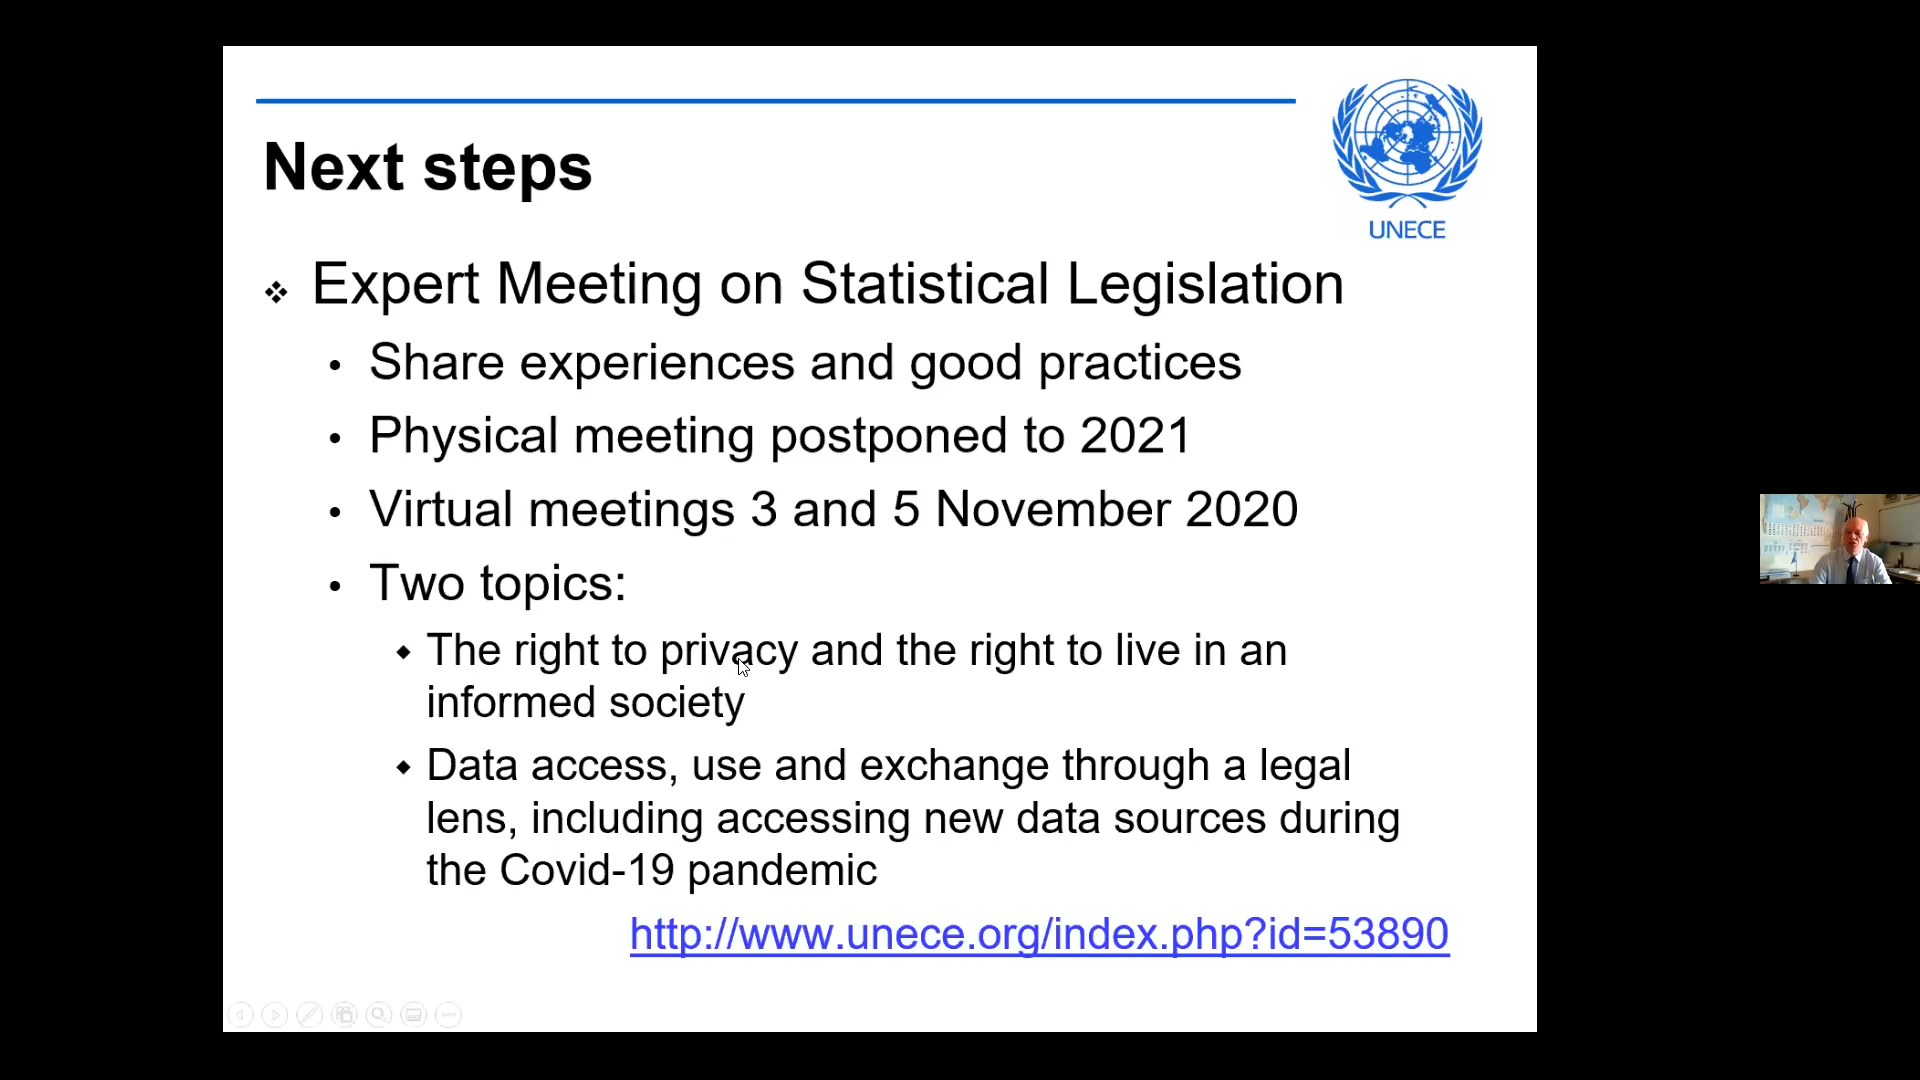 Next steps
UNECE
Expert Meeting on Statistical Legislation
Share experiences and good practices
Physical meeting postponed to 2021
Virtual meetings 3 and 5 November 2020
Two topics:
The right to privacy and the right to live in an
informed society
Data access, use and exchange through a legal
lens, including accessing new data sources during
the Covid-19 pandemic
http://www.unece.org/index.php?id=53890